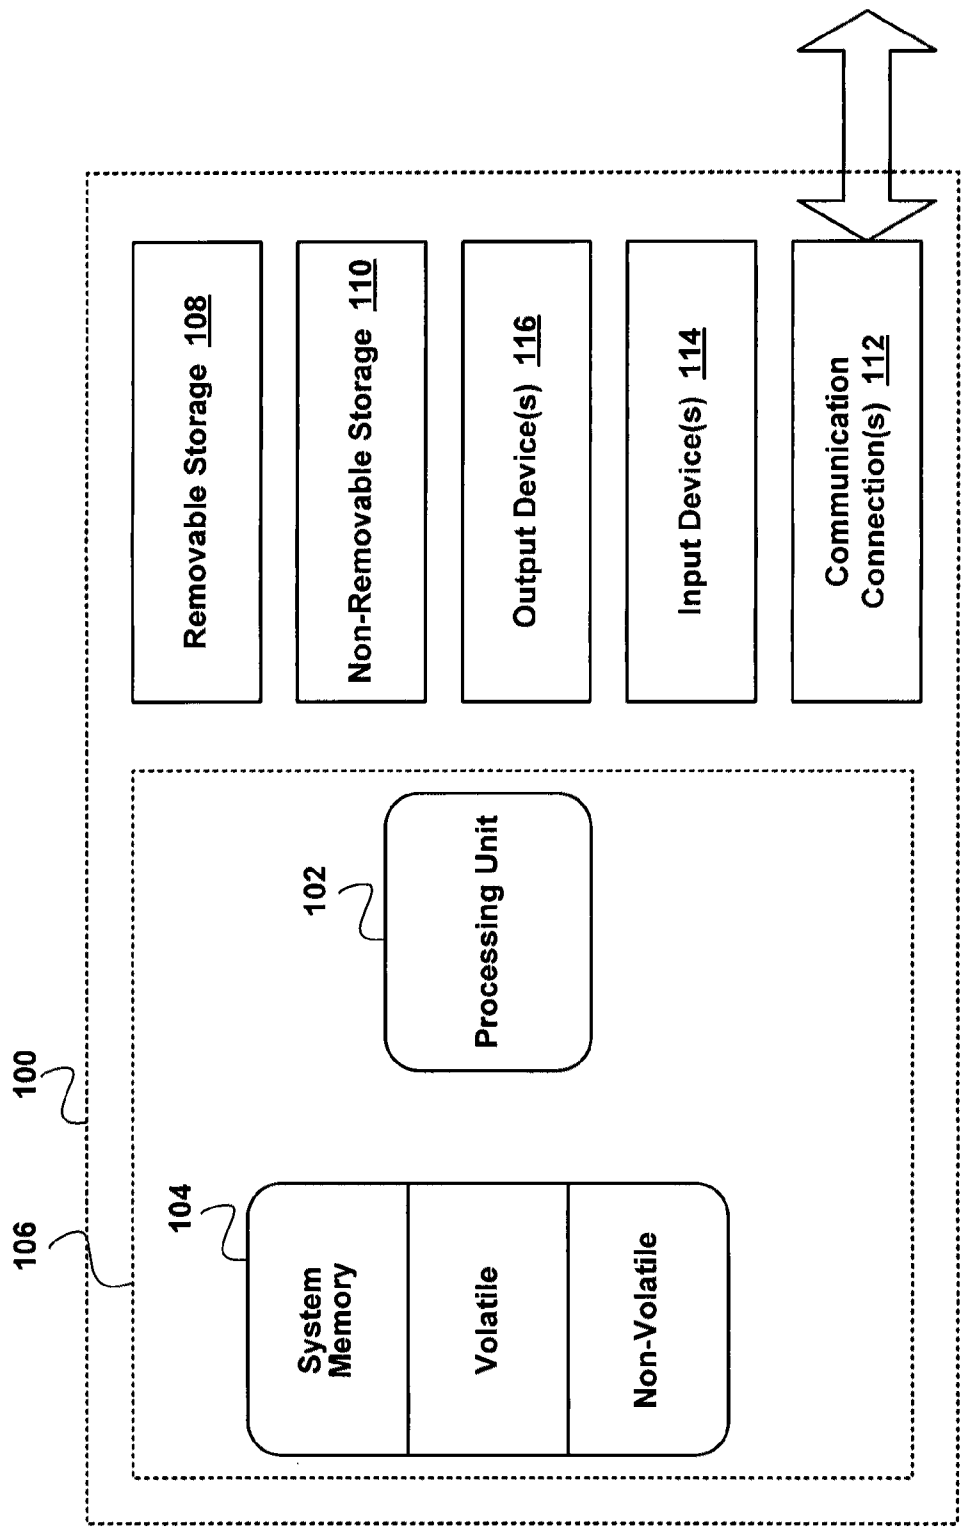 100
106
104
System
Memory
Volatile
Non-Volatile
102
Processing Unit
Removable Storage 108
Non-Removable Storage 110
Output Device(s) 116
Input Device(s) 114
Communication
Connection(s) 112